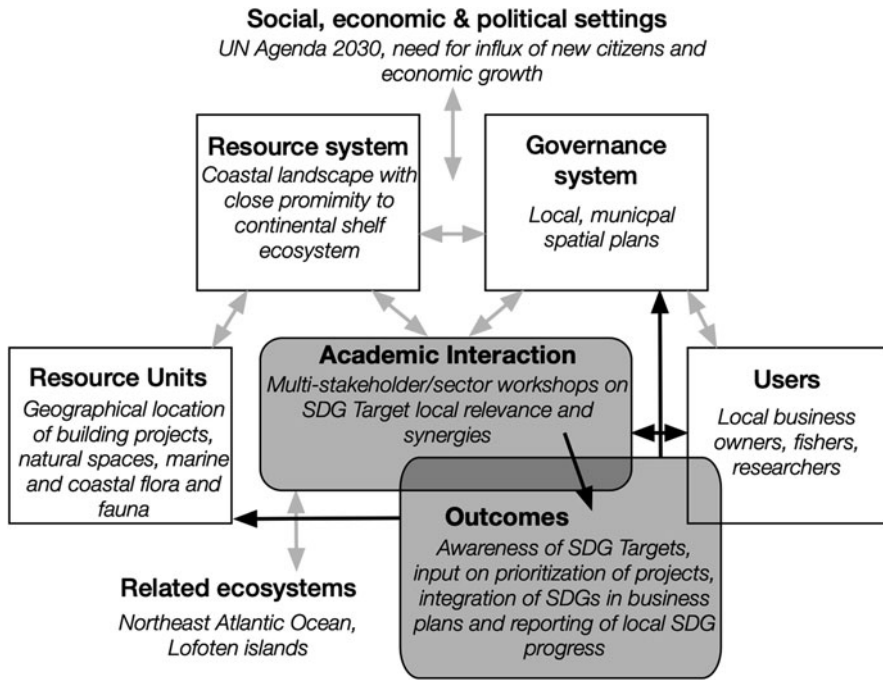 Social, economic & political settings
UN Agenda 2030, need for influx of new citizens and
economic growth
Resource system
Coastal landscape with
close promimity to
continental shelf
ecosystem
Governance
system
Local, municpal
spatial plans
Resource Units
Geographical location
of building projects,
natural spaces, marine
and coastal flora and
fauna
Academic Interaction
Multi-stakeholder/sector workshops on
SDG Target local relevance and
synergies
Users
Local business
owners, fishers,
researchers
Outcomes
Awareness of SDG Targets,
input on prioritization of projects,
integration of SDGs in business
plans and reporting of local SDG
progress
Related ecosystems
Northeast Atlantic Ocean,
Lofoten islands